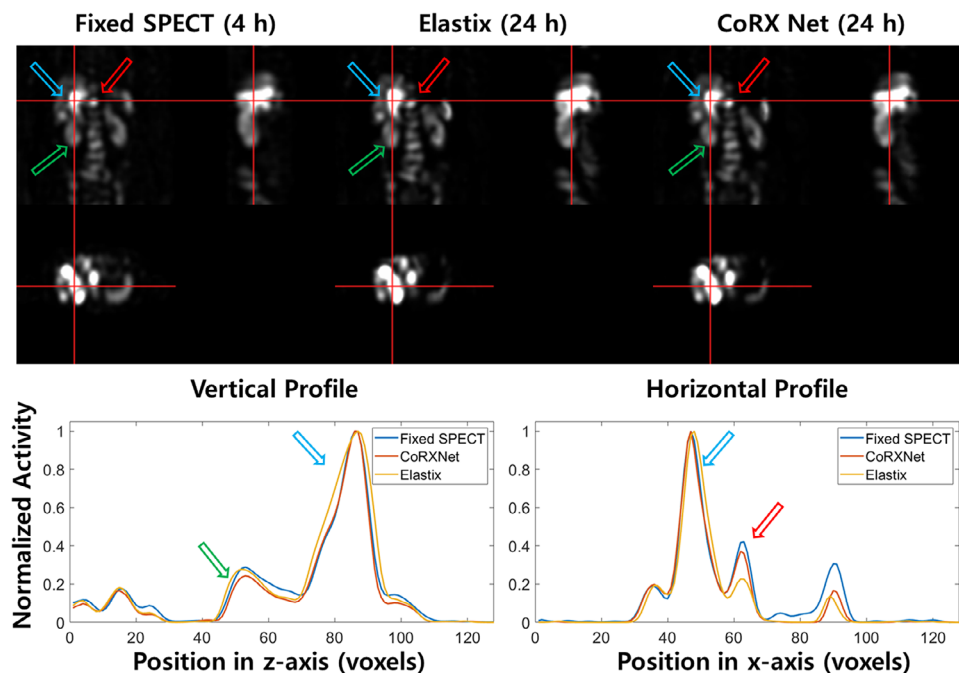 Fixed SPECT (4 h) Elastix (24 h) CoRX Net (24 h)
Vertical Profile Horizontal Profile
Normalized Activity
1
0.8
0.6
0.4
0.2
0
0 20 40 60 80 100 120
Position in z-axis (voxels)
Fixed SPECT
CoRXNet
Elastix
1
0.8
0.6
0.4
0.2
0
0 20 40 60 80 100 120
Position in x-axis (voxels)
Fixed SPECT
CoRXNet
Elastix